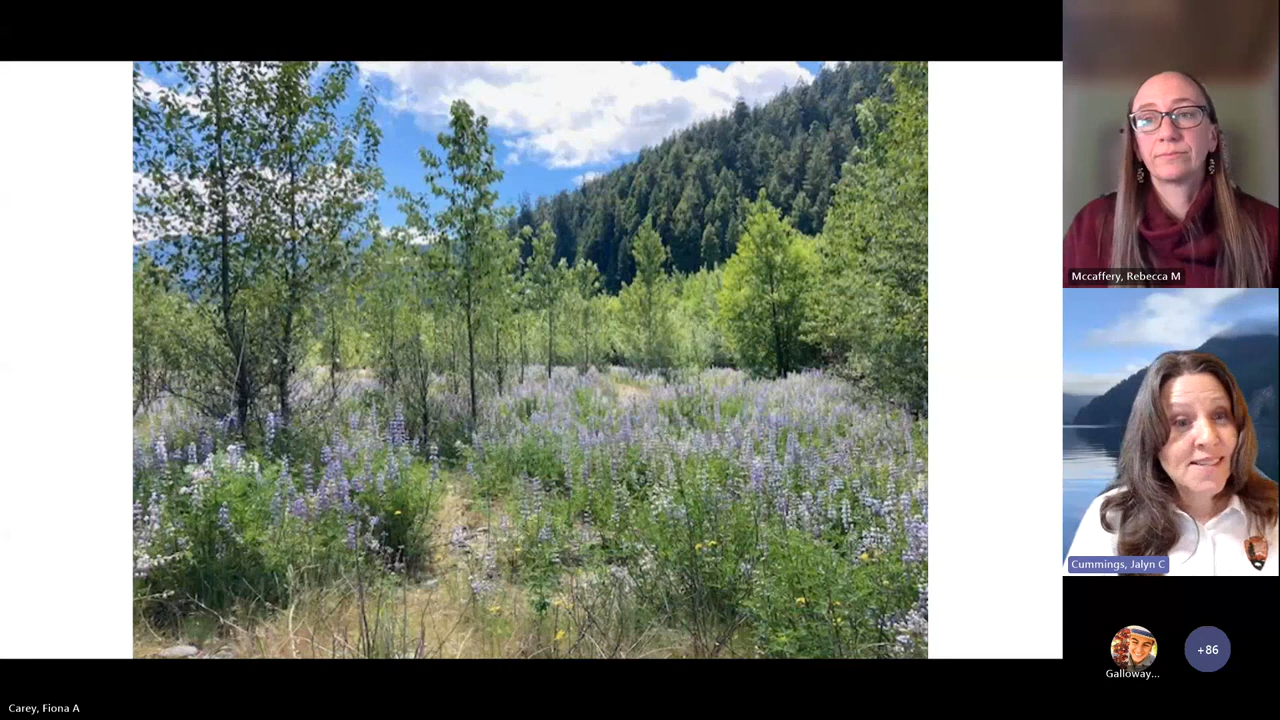 Mccaffery, Rebecca M
Cummings, Jalyn C
+86
Galloway...
Carey, Fiona A